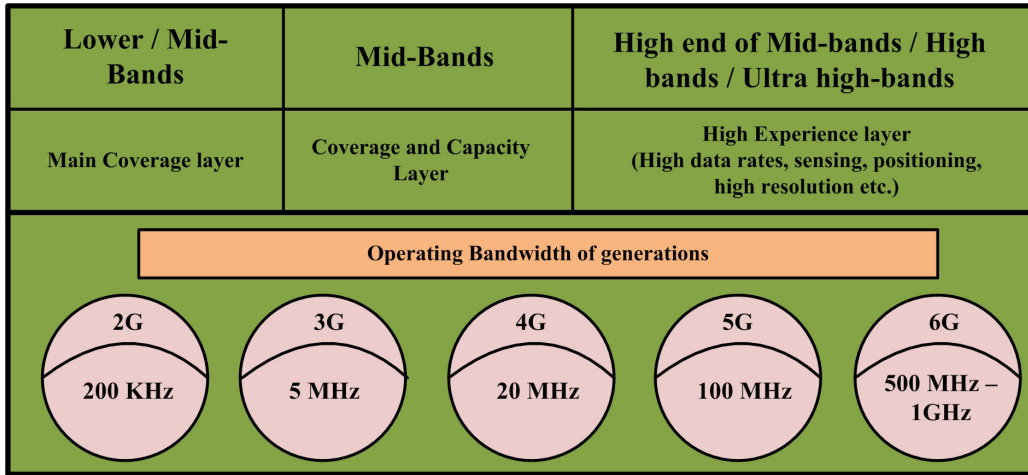 Lower / Mid-
Bands
Mid-Bands
High end of Mid-bands / High
bands / Ultra high-bands
Main Coverage layer
Coverage and Capacity
Layer
High Experience layer
(High data rates, sensing, positioning,
high resolution etc.)
Operating Bandwidth of generations
2G
3G
4G
5G
6G
200 KHz
5 MHz
20 MHz
100 MHz
500 MHz –
1GHz